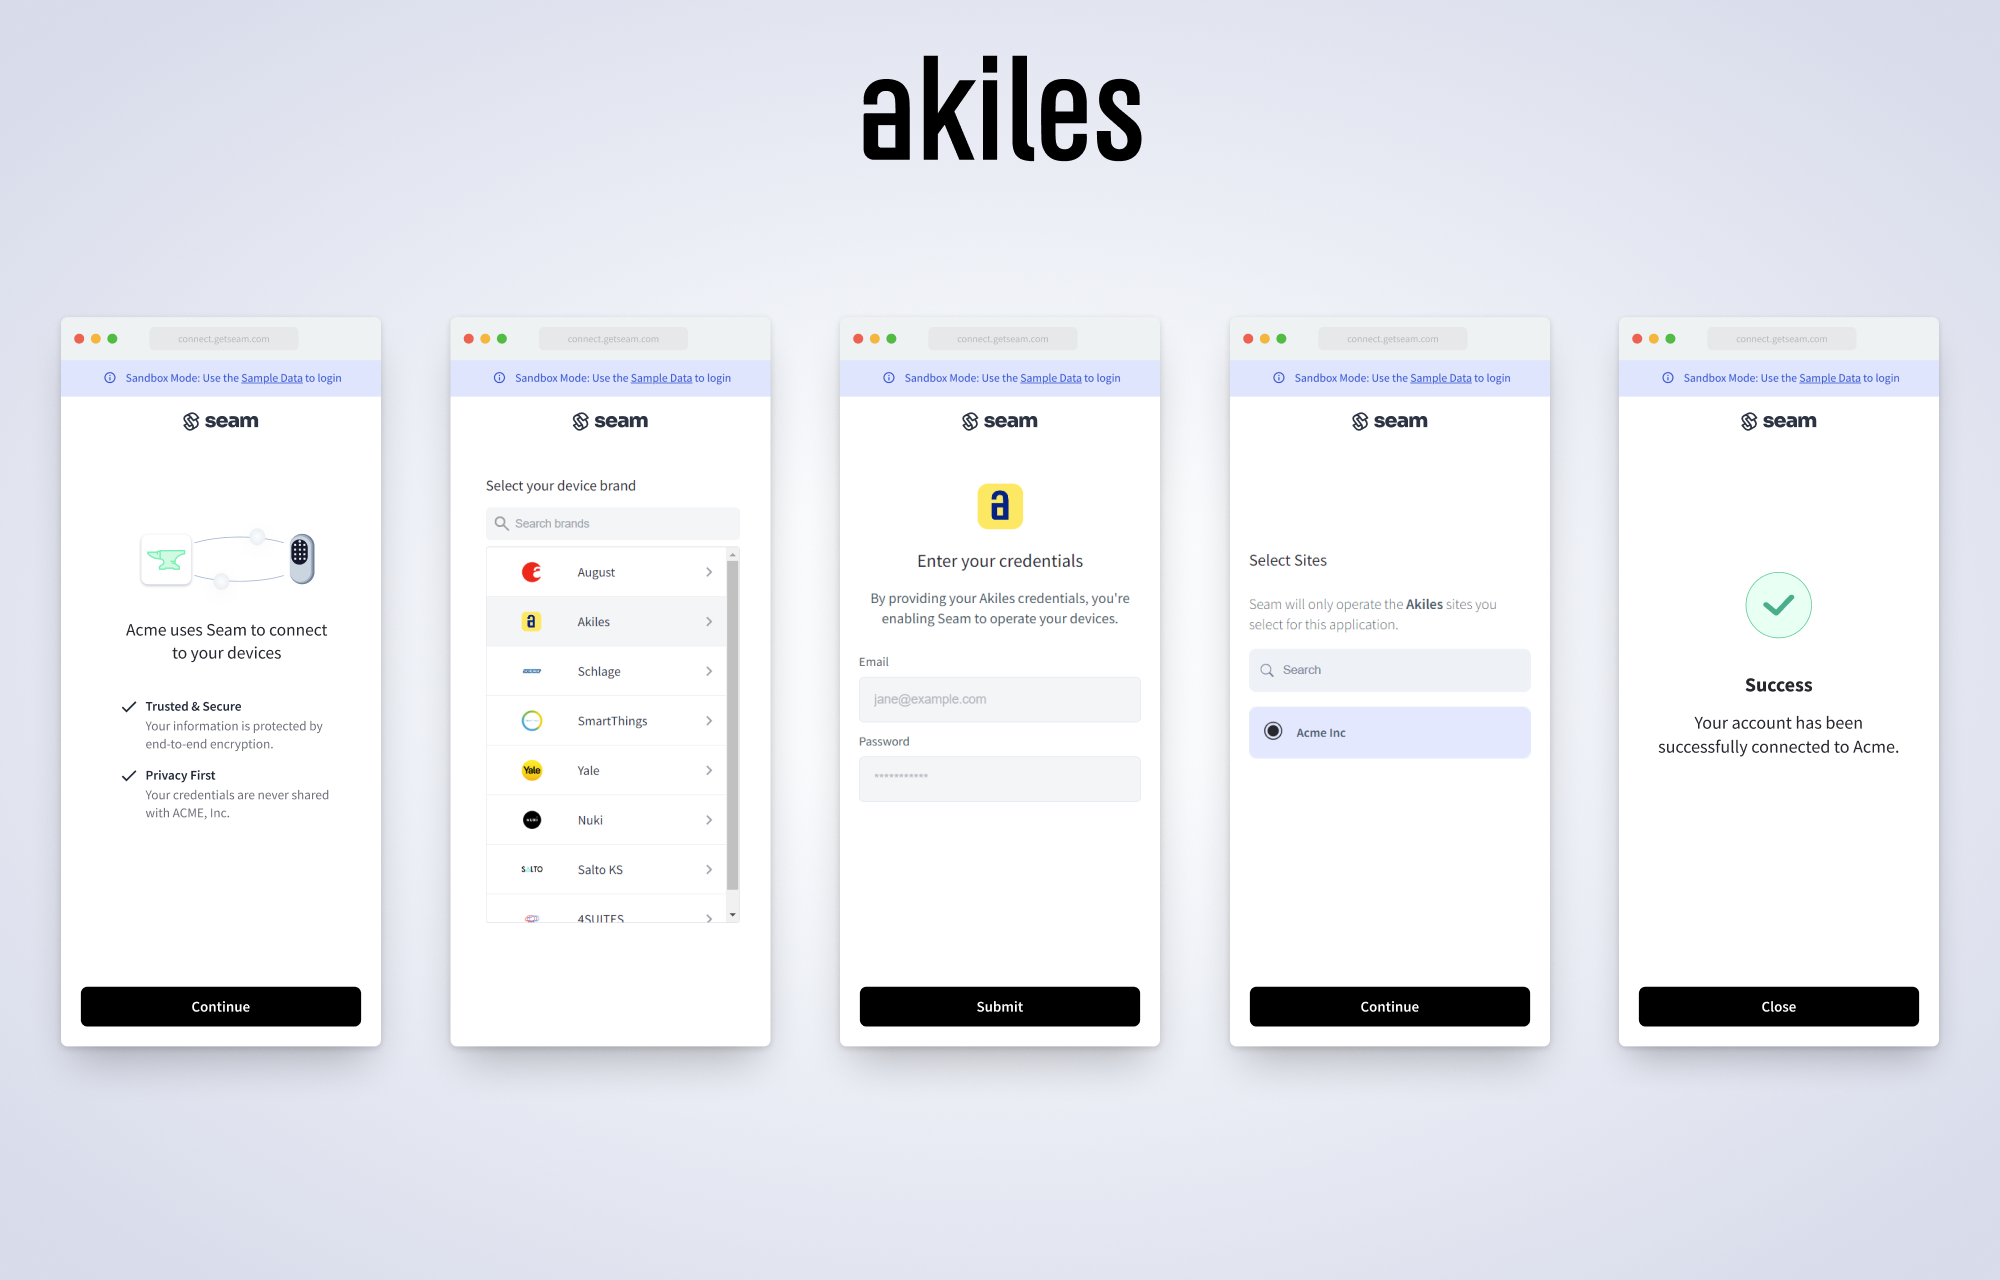 akiles
connect.getseam.com
Sandbox Mode: Use the Sample Data to login
seam
Acme uses Seam to connect
to your devices
Trusted & Secure
Your information is protected by
end-to-end encryption.
Privacy First
Your credentials are never shared
with ACME, Inc.
Continue
connect.getseam.com
Sandbox Mode: Use the Sample Data to login
seam
Select your device brand
Search brands
August
a Akiles
Schlage
SmartThings
Yale Yale
NUKI Nuki
SALTO Salto KS
4SUITES
connect.getseam.com
Sandbox Mode: Use the Sample Data to login
seam
a
Enter your credentials
By providing your Akiles credentials, you're
enabling Seam to operate your devices.
Email
jane@example.com
Password
***********
Submit
connect.getseam.com
Sandbox Mode: Use the Sample Data to login
seam
Select Sites
Seam will only operate the Akiles sites you
select for this application.
Search
Acme Inc
Continue
connect.getseam.com
Sandbox Mode: Use the Sample Data to login
seam
Success
Your account has been
successfully connected to Acme.
Close